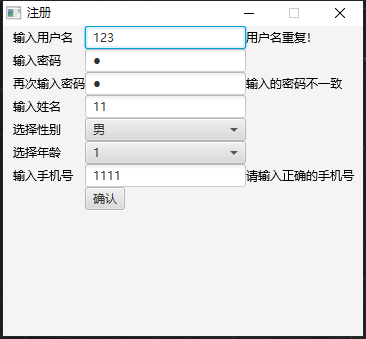 注册
输入用户名 123 用户名重复!
输入密码 ●
再次输入密码 ● 输入的密码不一致
输入姓名 11
选择性别 男
选择年龄 1
输入手机号 1111 请输入正确的手机号
确认